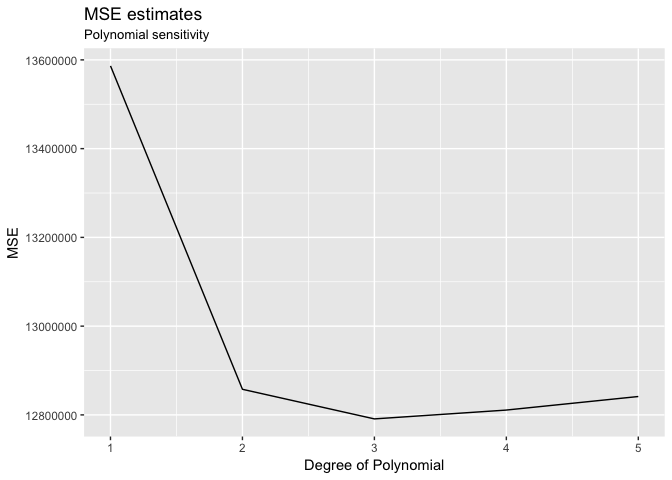 MSE estimates
Polynomial sensitivity
13600000
13400000
13200000
13000000
12800000
MSE
1 2 3 4 5
Degree of Polynomial